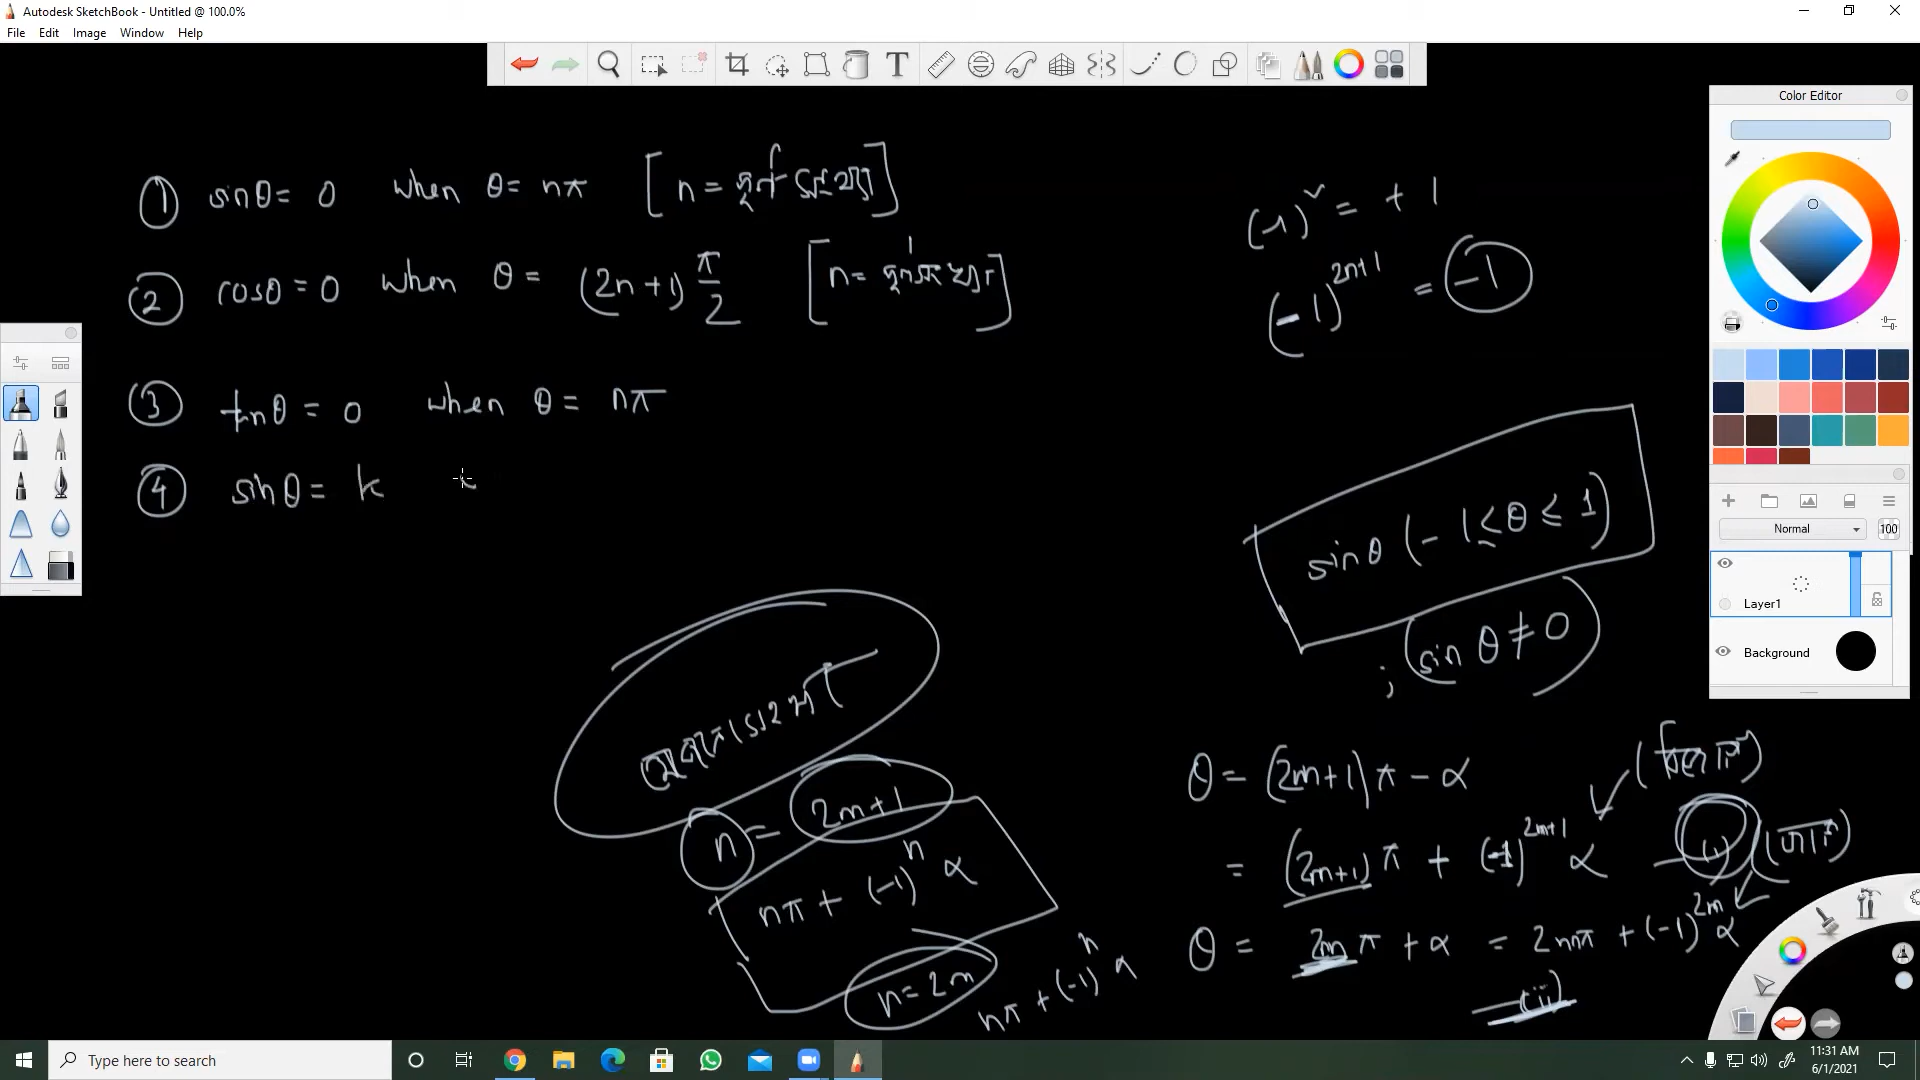 Autodesk SketchBook - Untitled @ 100.0%
File Edit Image Window Help
Color Editor
① sinθ = 0 when θ = nπ [n = পূর্ণ সংখ্যা]
② cosθ = 0 when θ = (2n+1) π/2 [n =
③ tanθ = 0 when θ = nπ
④ sinθ = k
(-1)² = +1
(-1)^{2n+1} = -1
sinθ (-1 ≤ θ ≤ 1)
; sin θ ≠ 0
n = 2m+1
nπ + (-1)^n α
n = 2m
nπ + (-1)^n α
θ = (2m+1)π - α
= (2m+1)π + (-1)^{2m+1} α
θ = 2mπ + α = 2mπ + (-1)^{2m} α
(ii)
Normal 100
Layer1
Background
Type here to search
11:31 AM
6/1/2021